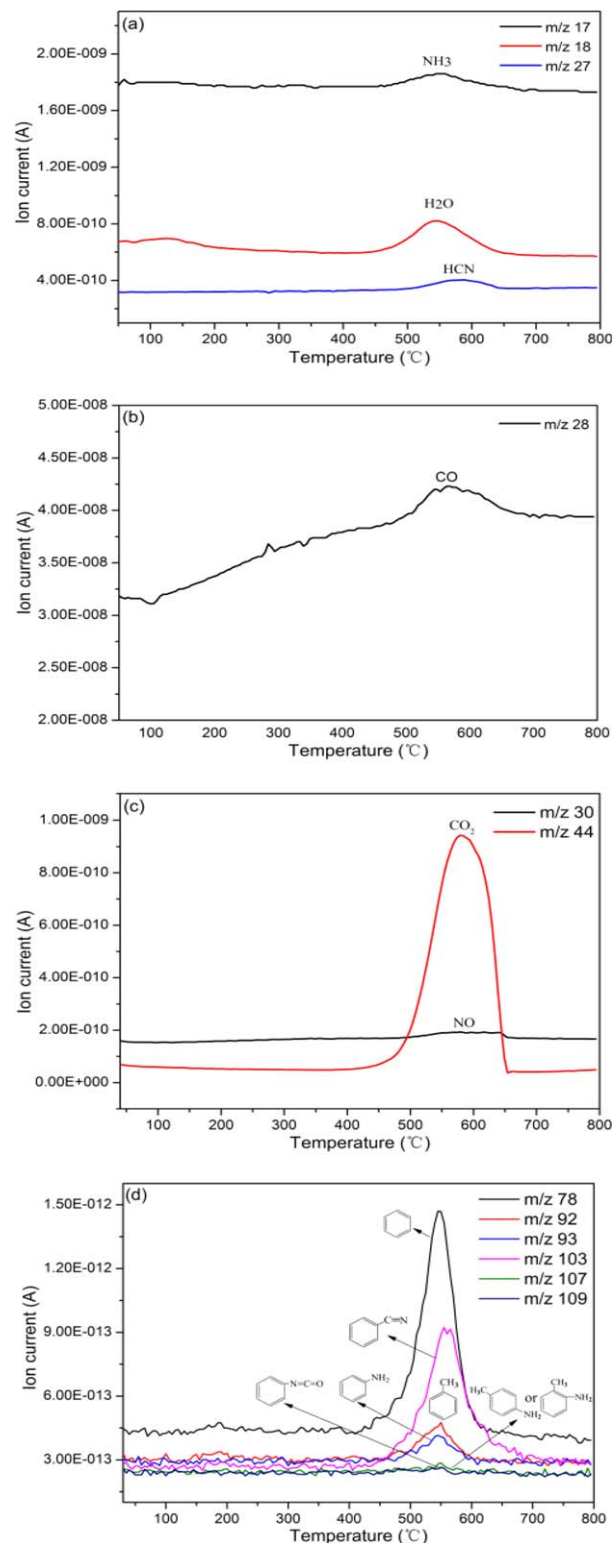 (a)
m/z 17
m/z 18
m/z 27
2.00E-009
1.60E-009
1.20E-009
8.00E-010
4.00E-010
Ion current (A)
NH3
H2O
HCN
100 200 300 400 500 600 700 800
Temperature (℃)
(b)
m/z 28
5.00E-008
4.50E-008
4.00E-008
3.50E-008
3.00E-008
2.50E-008
2.00E-008
Ion current (A)
CO
100 200 300 400 500 600 700 800
Temperature (℃)
(c)
m/z 30
m/z 44
1.00E-009
8.00E-010
6.00E-010
4.00E-010
2.00E-010
0.00E+000
Ion current (A)
CO₂
NO
100 200 300 400 500 600 700 800
Temperature (℃)
(d)
m/z 78
m/z 92
m/z 93
m/z 103
m/z 107
m/z 109
1.50E-012
1.20E-012
9.00E-013
6.00E-013
3.00E-013
Ion current (A)
C≡N
N=C=O
NH₂
CH₃
H₃C
NH₂
or
CH₃
NH₂
100 200 300 400 500 600 700 800
Temperature (℃)